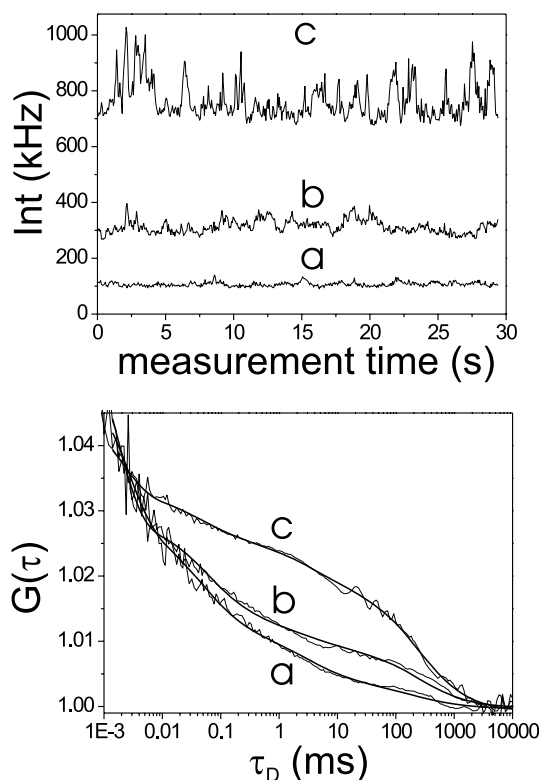 1000
800
600
400
200
0
Int (kHz)
c
b
a
0 5 10 15 20 25 30
measurement time (s)
1.04
1.03
1.02
1.01
1.00
G(τ)
c
b
a
1E-3 0.01 0.1 1 10 100 1000 10000
τD (ms)